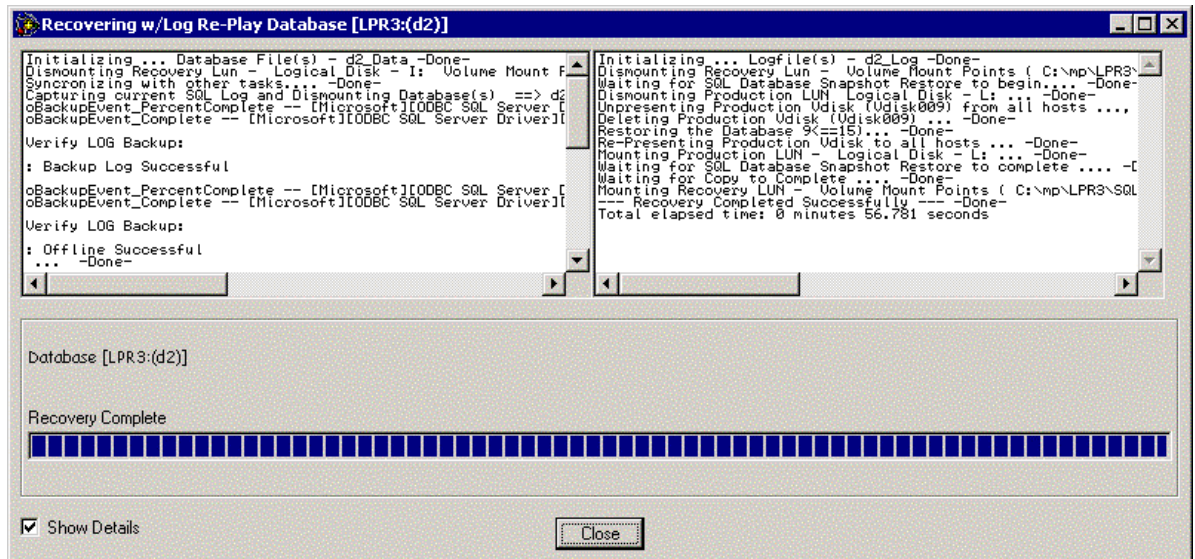 Recovering w/Log Re-Play Database [LPR3:(d2)]
Initializing ... Database File(s) - d2_Data -Done-
Dismounting Recovery Lun - Logical Disk - I: Volume Mount
Syncronizing with other tasks.... -Done-
Capturing current SQL Log and Dismounting Database(s) ==> d2
oBackupEvent_PercentComplete -- [Microsoft][ODBC SQL Server
oBackupEvent_Complete -- [Microsoft][ODBC SQL Server Driver][
Verify LOG Backup:
: Backup Log Successful
oBackupEvent_PercentComplete -- [Microsoft][ODBC SQL Server
oBackupEvent_Complete -- [Microsoft][ODBC SQL Server Driver][
Verify LOG Backup:
: Offline Successful
... -Done-
Initializing ... Logfile(s) - d2_Log -Done-
Dismounting Recovery Lun - Volume Mount Points ( C:\mp\LPR3\
Waiting for SQL Database Snapshot Restore to begin.... -Done-
Dismounting Production LUN - Logical Disk - L: ... -Done-
Unpresenting Production Vdisk (Vdisk009) from all hosts ...,
Deleting Production Vdisk (Vdisk009) ... -Done-
Restoring the Database 9<==15)... -Done-
Re-Presenting Production Vdisk to all hosts ... -Done-
Mounting Production LUN - Logical Disk - L: ... -Done-
Waiting for SQL Database Snapshot Restore to complete .... -
Waiting for Copy to Complete .... -Done-
Mounting Recovery LUN - Volume Mount Points ( C:\mp\LPR3\SQL
--- Recovery Completed Successfully --- -Done-
Total elapsed time: 0 minutes 56.781 seconds
Database [LPR3:(d2)]
Recovery Complete
Show Details
Close